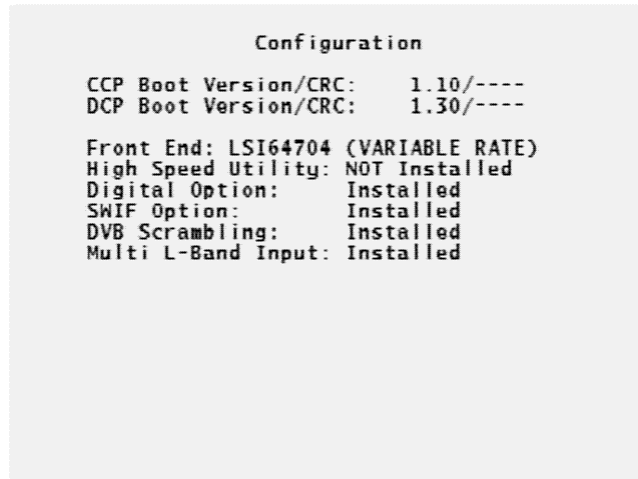 Configuration
CCP Boot Version/CRC: 1.10/----
DCP Boot Version/CRC: 1.30/----
Front End: LSI64704 (VARIABLE RATE)
High Speed Utility: NOT Installed
Digital Option: Installed
SWIF Option: Installed
DVB Scrambling: Installed
Multi L-Band Input: Installed